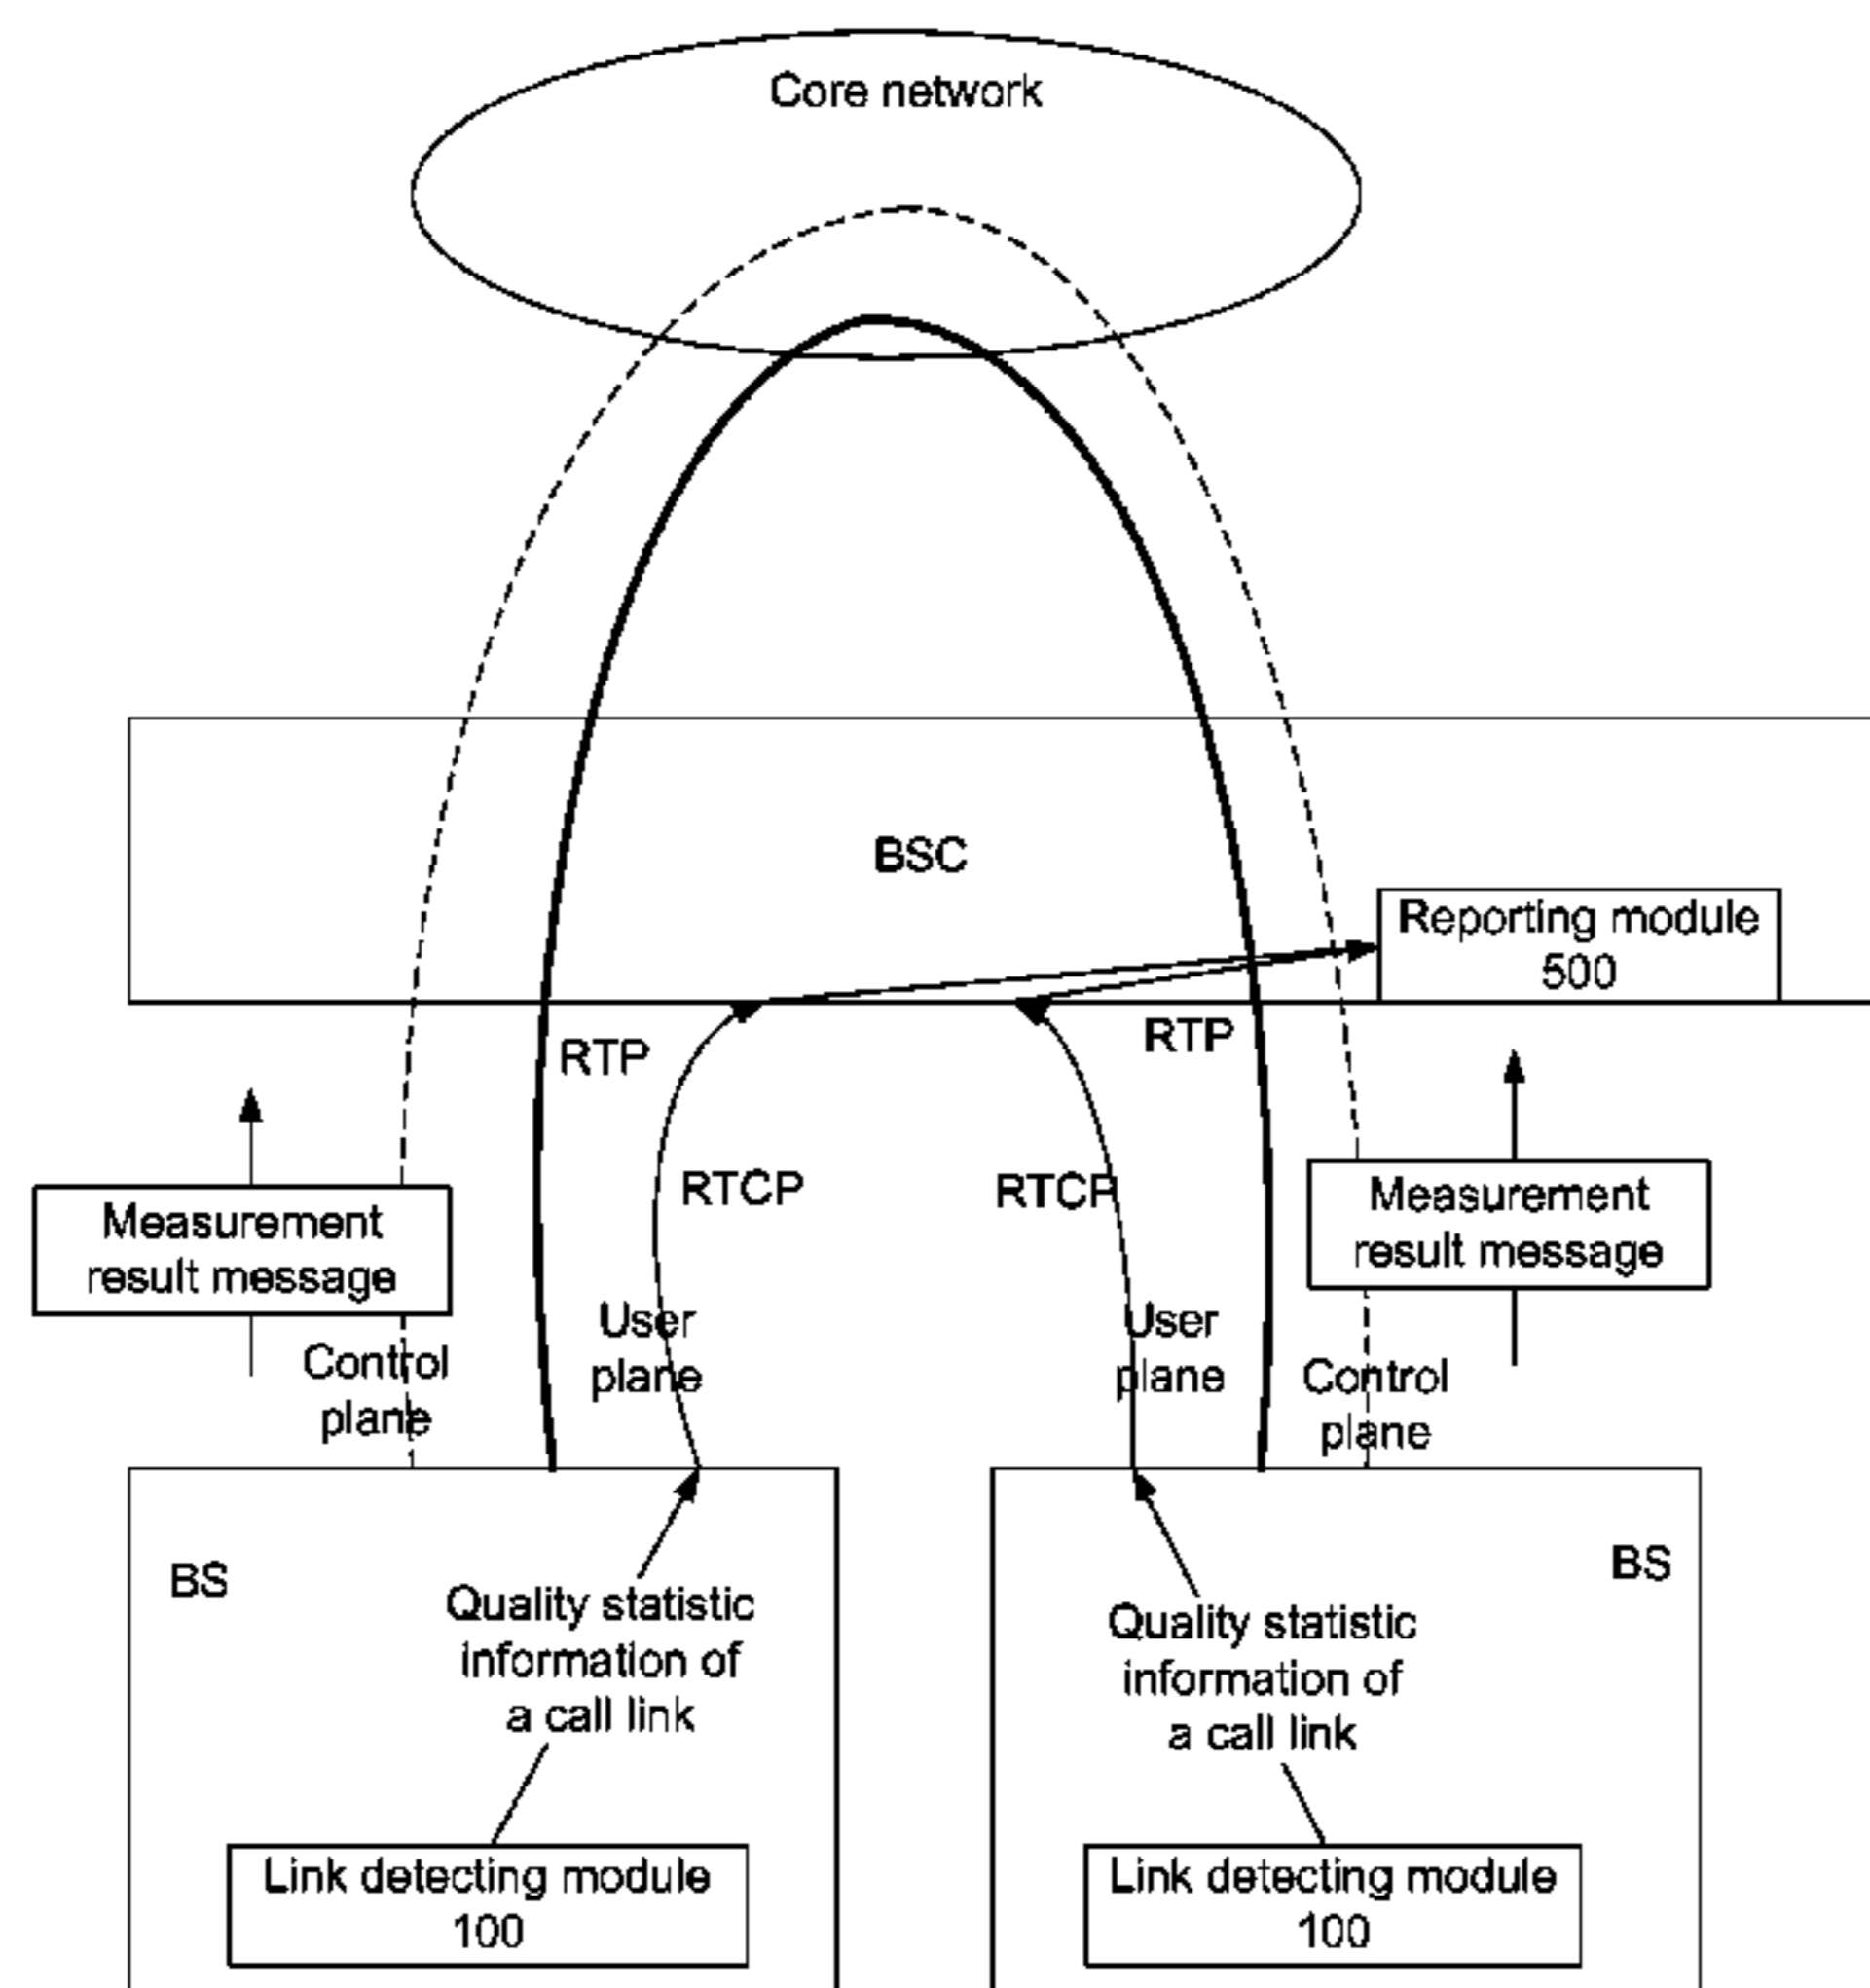 Core network
BSC
Reporting module
500
RTP
RTP
RTCP
RTCP
Measurement
result message
Measurement
result message
User
plane
User
plane
Control
plane
Control
plane
BS
BS
Quality statistic
information of
a call link
Quality statistic
information of
a call link
Link detecting module
100
Link detecting module
100